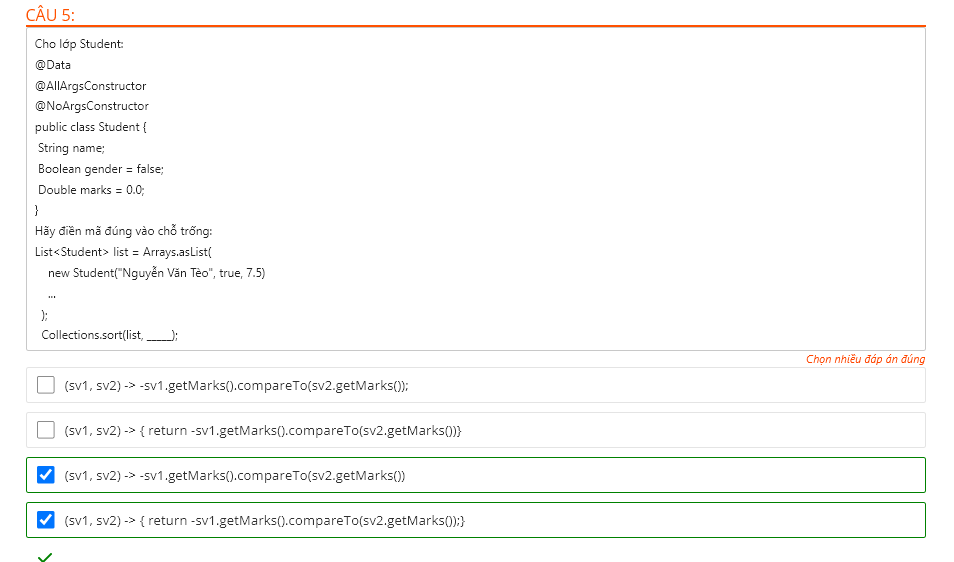 CÂU 5:
Cho lớp Student:
@Data
@AllArgsConstructor
@NoArgsConstructor
public class Student {
String name;
Boolean gender = false;
Double marks = 0.0;
}
Hãy điền mã đúng vào chỗ trống:
List<Student> list = Arrays.asList(
new Student("Nguyễn Văn Tèo", true, 7.5)
...
);
Collections.sort(list, _____);
Chọn nhiều đáp án đúng
(sv1, sv2) -> -sv1.getMarks().compareTo(sv2.getMarks());
(sv1, sv2) -> { return -sv1.getMarks().compareTo(sv2.getMarks())}
(sv1, sv2) -> -sv1.getMarks().compareTo(sv2.getMarks())
(sv1, sv2) -> { return -sv1.getMarks().compareTo(sv2.getMarks());}